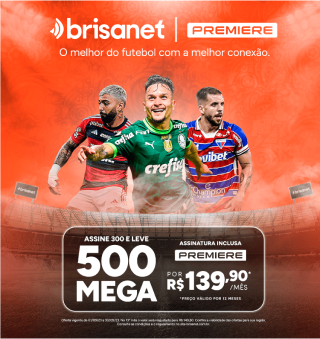 brisanet | PREMIERE
O melhor do futebol com a melhor conexão.
crefisa
brisanet
ASSINE 300 E LEVE
500
MEGA
ASSINATURA INCLUSA
PREMIERE
POR
R$139,90*
/MÊS
*PREÇO VÁLIDO POR 12 MESES